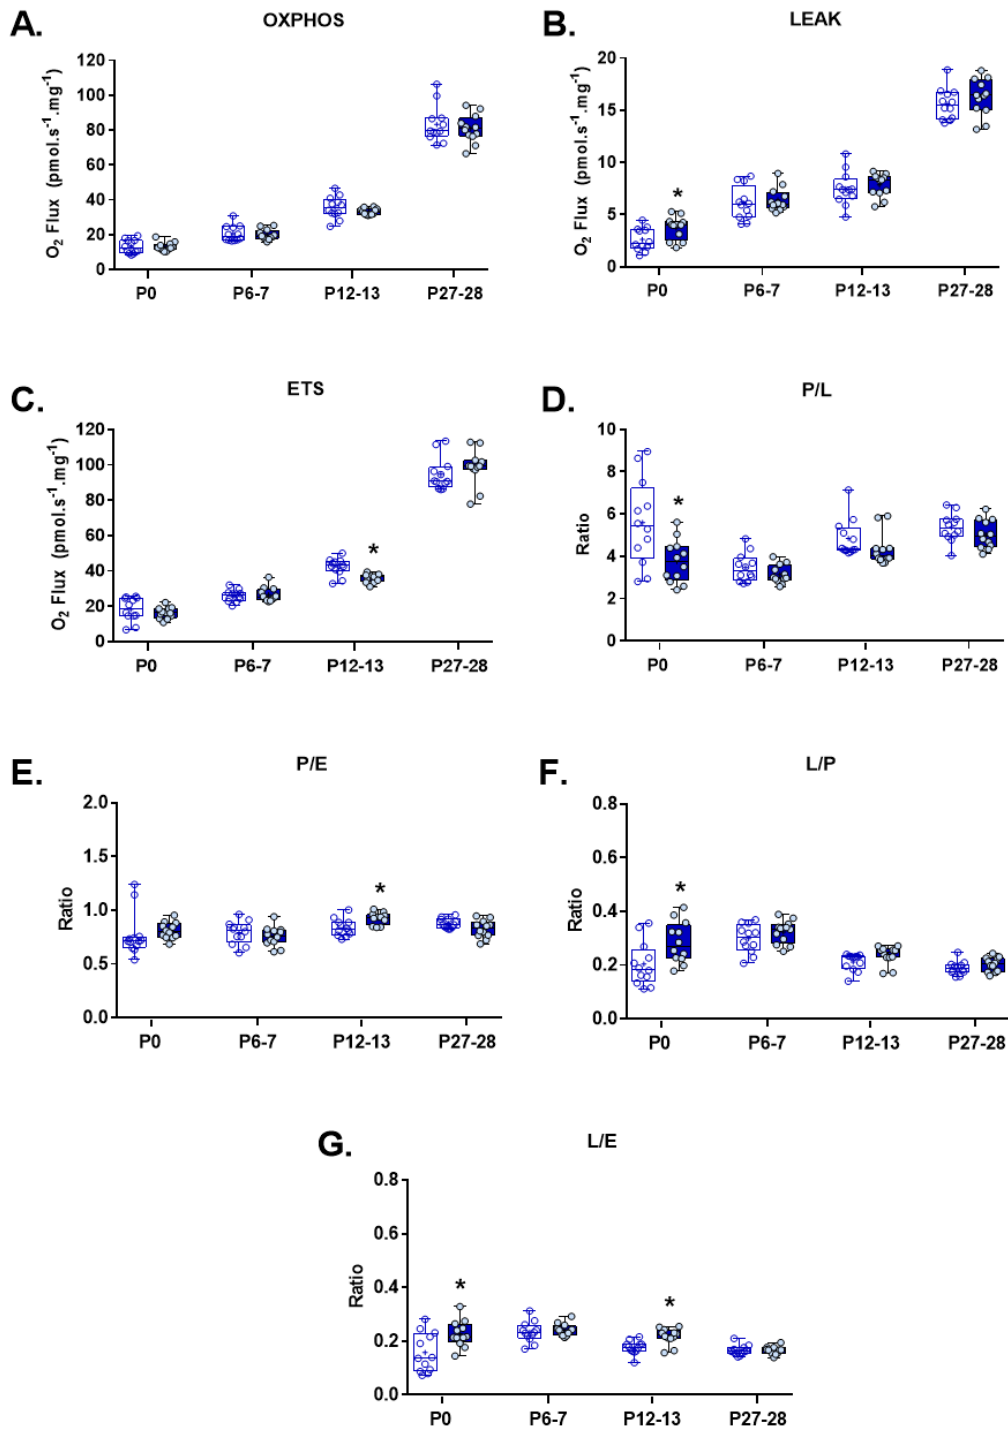 A. OXPHOS
O₂ Flux (pmol.s⁻¹.mg⁻¹)
120
100
80
60
40
20
0
P0 P6-7 P12-13 P27-28
B. LEAK
O₂ Flux (pmol.s⁻¹.mg⁻¹)
20
15
10
5
0
*
P0 P6-7 P12-13 P27-28
C. ETS
O₂ Flux (pmol.s⁻¹.mg⁻¹)
120
100
80
60
40
20
0
*
P0 P6-7 P12-13 P27-28
D. P/L
Ratio
10
8
6
4
2
0
*
P0 P6-7 P12-13 P27-28
E. P/E
Ratio
2.0
1.5
1.0
0.5
0.0
*
P0 P6-7 P12-13 P27-28
F. L/P
Ratio
0.8
0.6
0.4
0.2
0.0
*
P0 P6-7 P12-13 P27-28
G. L/E
Ratio
0.8
0.6
0.4
0.2
0.0
* *
P0 P6-7 P12-13 P27-28